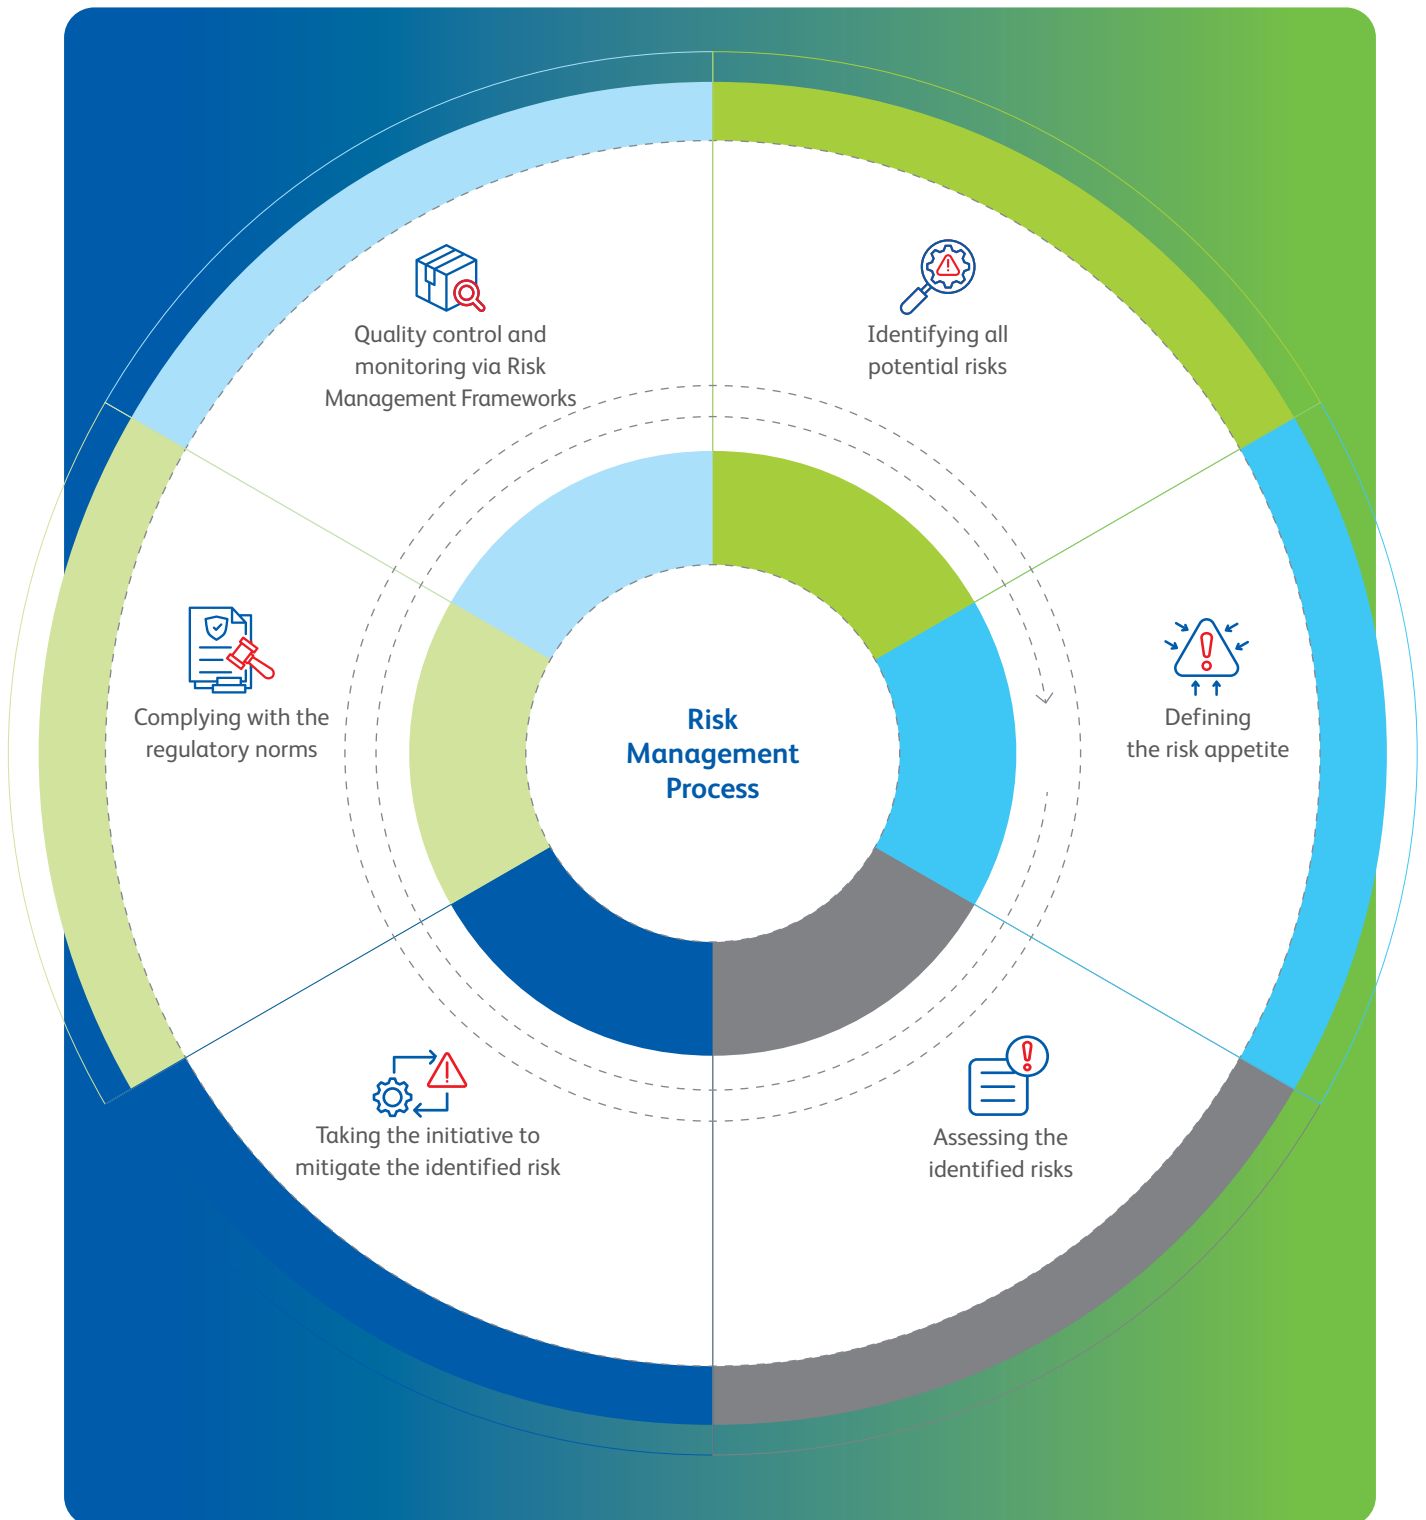 Quality control and
monitoring via Risk
Management Frameworks
Identifying all
potential risks
Complying with the
regulatory norms
Risk
Management
Process
Defining
the risk appetite
Taking the initiative to
mitigate the identified risk
Assessing the
identified risks